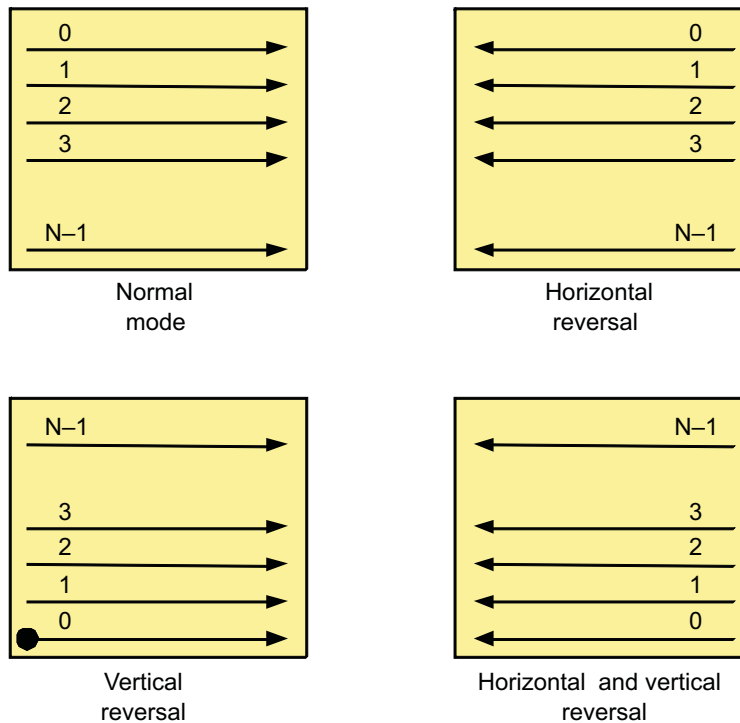 0
1
2
3
N–1
Normal
mode
0
1
2
3
N–1
Horizontal
reversal
N–1
3
2
1
0
Vertical
reversal
N–1
3
2
1
0
Horizontal and vertical
reversal